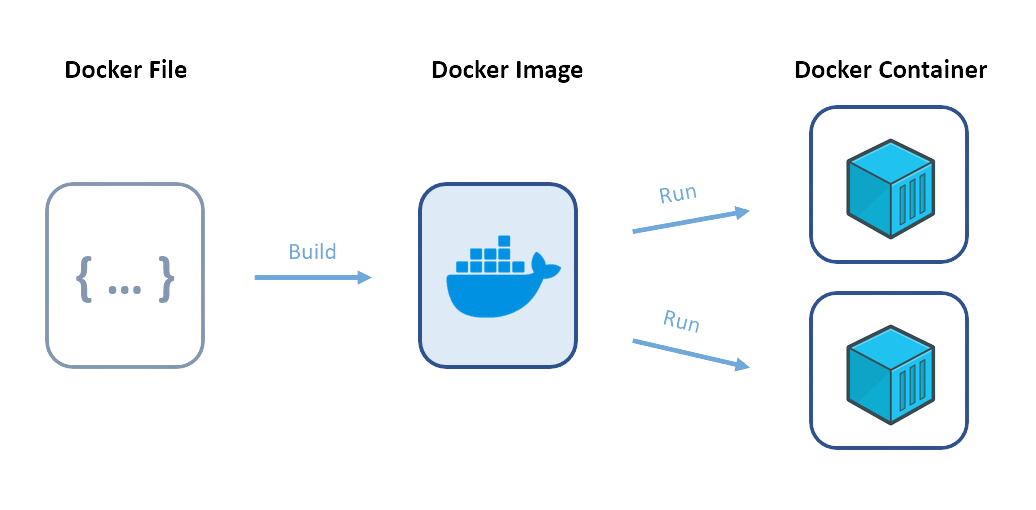 Docker File
Docker Image
Docker Container
{ ... }
Build
Run
Run